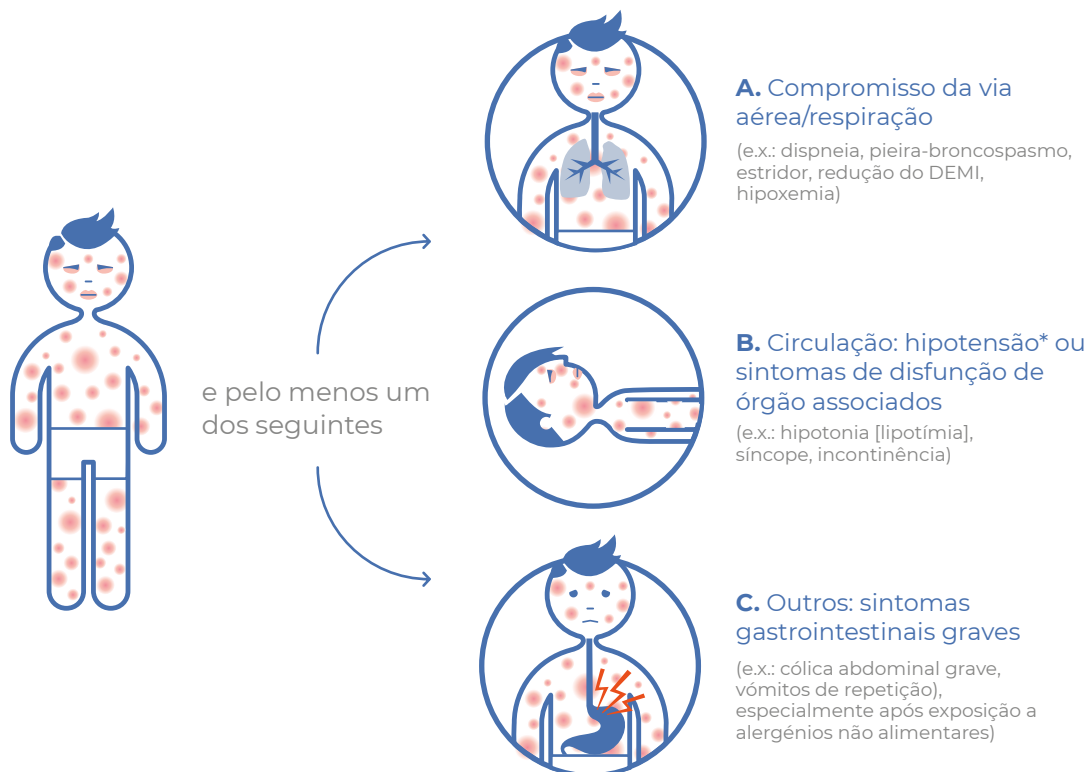 A. Compromisso da via
aérea/respiração
(e.x.: dispneia, pieira-broncospasmo,
estridor, redução do DEMI,
hipoxemia)
e pelo menos um
dos seguintes
B. Circulação: hipotensão* ou
sintomas de disfunção de
órgão associados
(e.x.: hipotonia [lipotímia],
síncope, incontinência)
C. Outros: sintomas
gastrointestinais graves
(e.x.: cólica abdominal grave,
vómitos de repetição),
especialmente após exposição a
alergénios não alimentares)